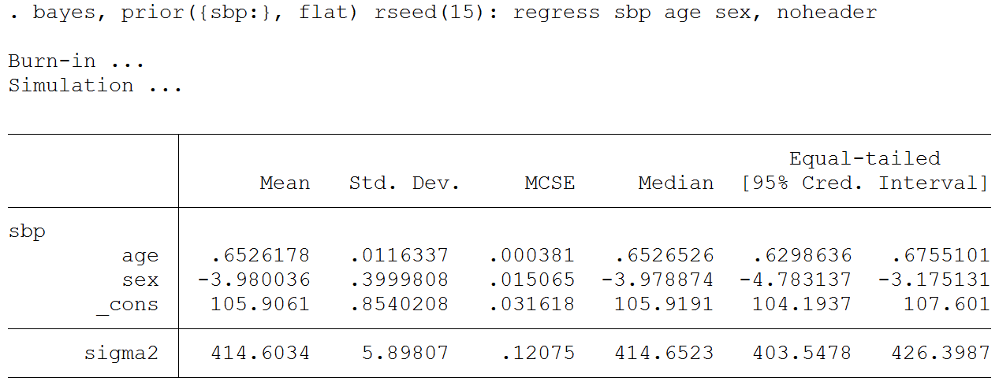 . bayes, prior({sbp:}, flat) rseed(15): regress sbp age sex, noheader
Burn-in ...
Simulation ...
Equal-tailed
Mean Std. Dev. MCSE Median [95% Cred. Interval]
sbp
age .6526178 .0116337 .000381 .6526526 .6298636 .6755101
sex -3.980036 .3999808 .015065 -3.978874 -4.783137 -3.175131
_cons 105.9061 .8540208 .031618 105.9191 104.1937 107.601
sigma2 414.6034 5.89807 .12075 414.6523 403.5478 426.3987